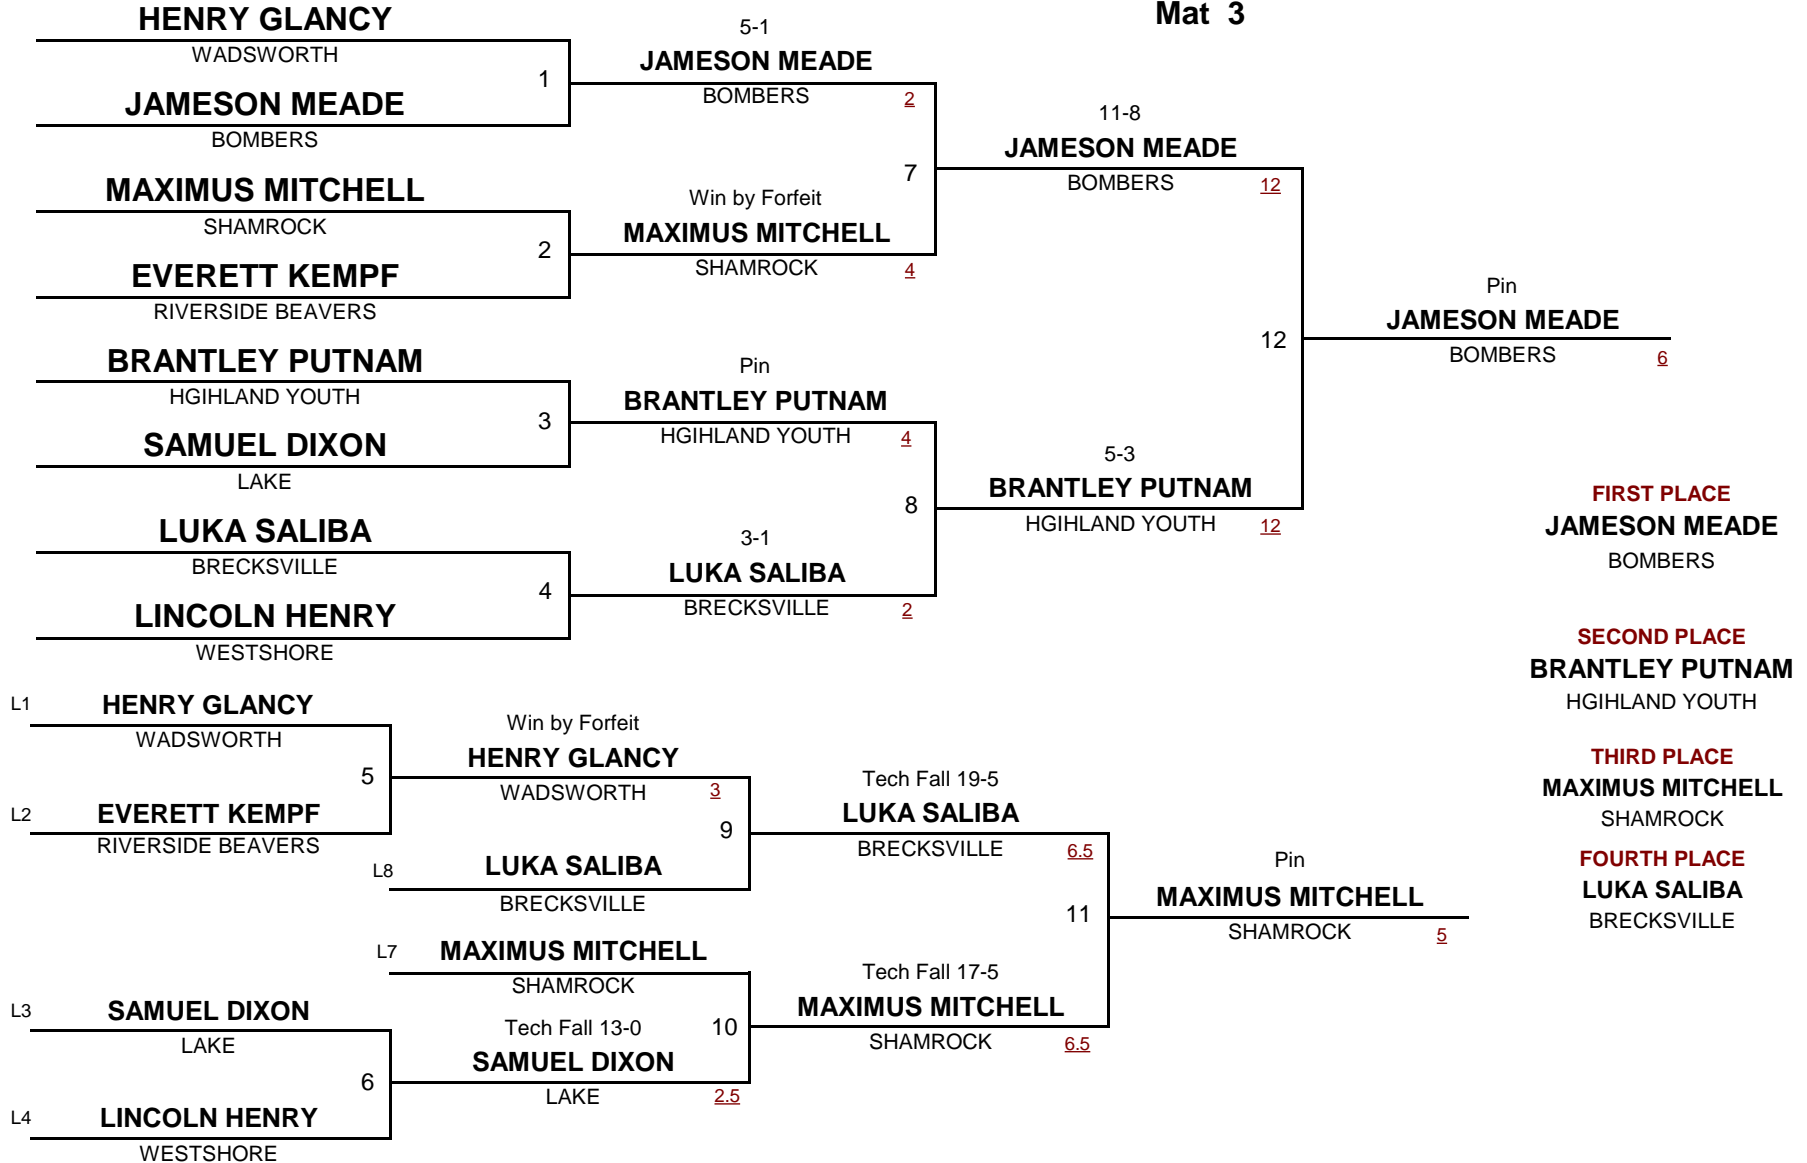 Mat 3
HENRY GLANCY
WADSWORTH
1
JAMESON MEADE
BOMBERS
MAXIMUS MITCHELL
SHAMROCK
2
EVERETT KEMPF
RIVERSIDE BEAVERS
BRANTLEY PUTNAM
HGIHLAND YOUTH
3
SAMUEL DIXON
LAKE
LUKA SALIBA
BRECKSVILLE
4
LINCOLN HENRY
WESTSHORE
5-1
JAMESON MEADE
BOMBERS 2
7
Win by Forfeit
MAXIMUS MITCHELL
SHAMROCK 4
Pin
BRANTLEY PUTNAM
HGIHLAND YOUTH 4
8
3-1
LUKA SALIBA
BRECKSVILLE 2
11-8
JAMESON MEADE
BOMBERS 12
12
5-3
BRANTLEY PUTNAM
HGIHLAND YOUTH 12
Pin
JAMESON MEADE
BOMBERS 6
FIRST PLACE
JAMESON MEADE
BOMBERS
SECOND PLACE
BRANTLEY PUTNAM
HGIHLAND YOUTH
THIRD PLACE
MAXIMUS MITCHELL
SHAMROCK
FOURTH PLACE
LUKA SALIBA
BRECKSVILLE
L1 HENRY GLANCY
WADSWORTH
5
L2 EVERETT KEMPF
RIVERSIDE BEAVERS
L3 SAMUEL DIXON
LAKE
6
L4 LINCOLN HENRY
WESTSHORE
Win by Forfeit
HENRY GLANCY
WADSWORTH 3
9
L8 LUKA SALIBA
BRECKSVILLE
L7 MAXIMUS MITCHELL
SHAMROCK
Tech Fall 13-0 10
SAMUEL DIXON
LAKE 2.5
Tech Fall 19-5
LUKA SALIBA
BRECKSVILLE 6.5
11
Tech Fall 17-5
MAXIMUS MITCHELL
SHAMROCK 6.5
Pin
MAXIMUS MITCHELL
SHAMROCK 5